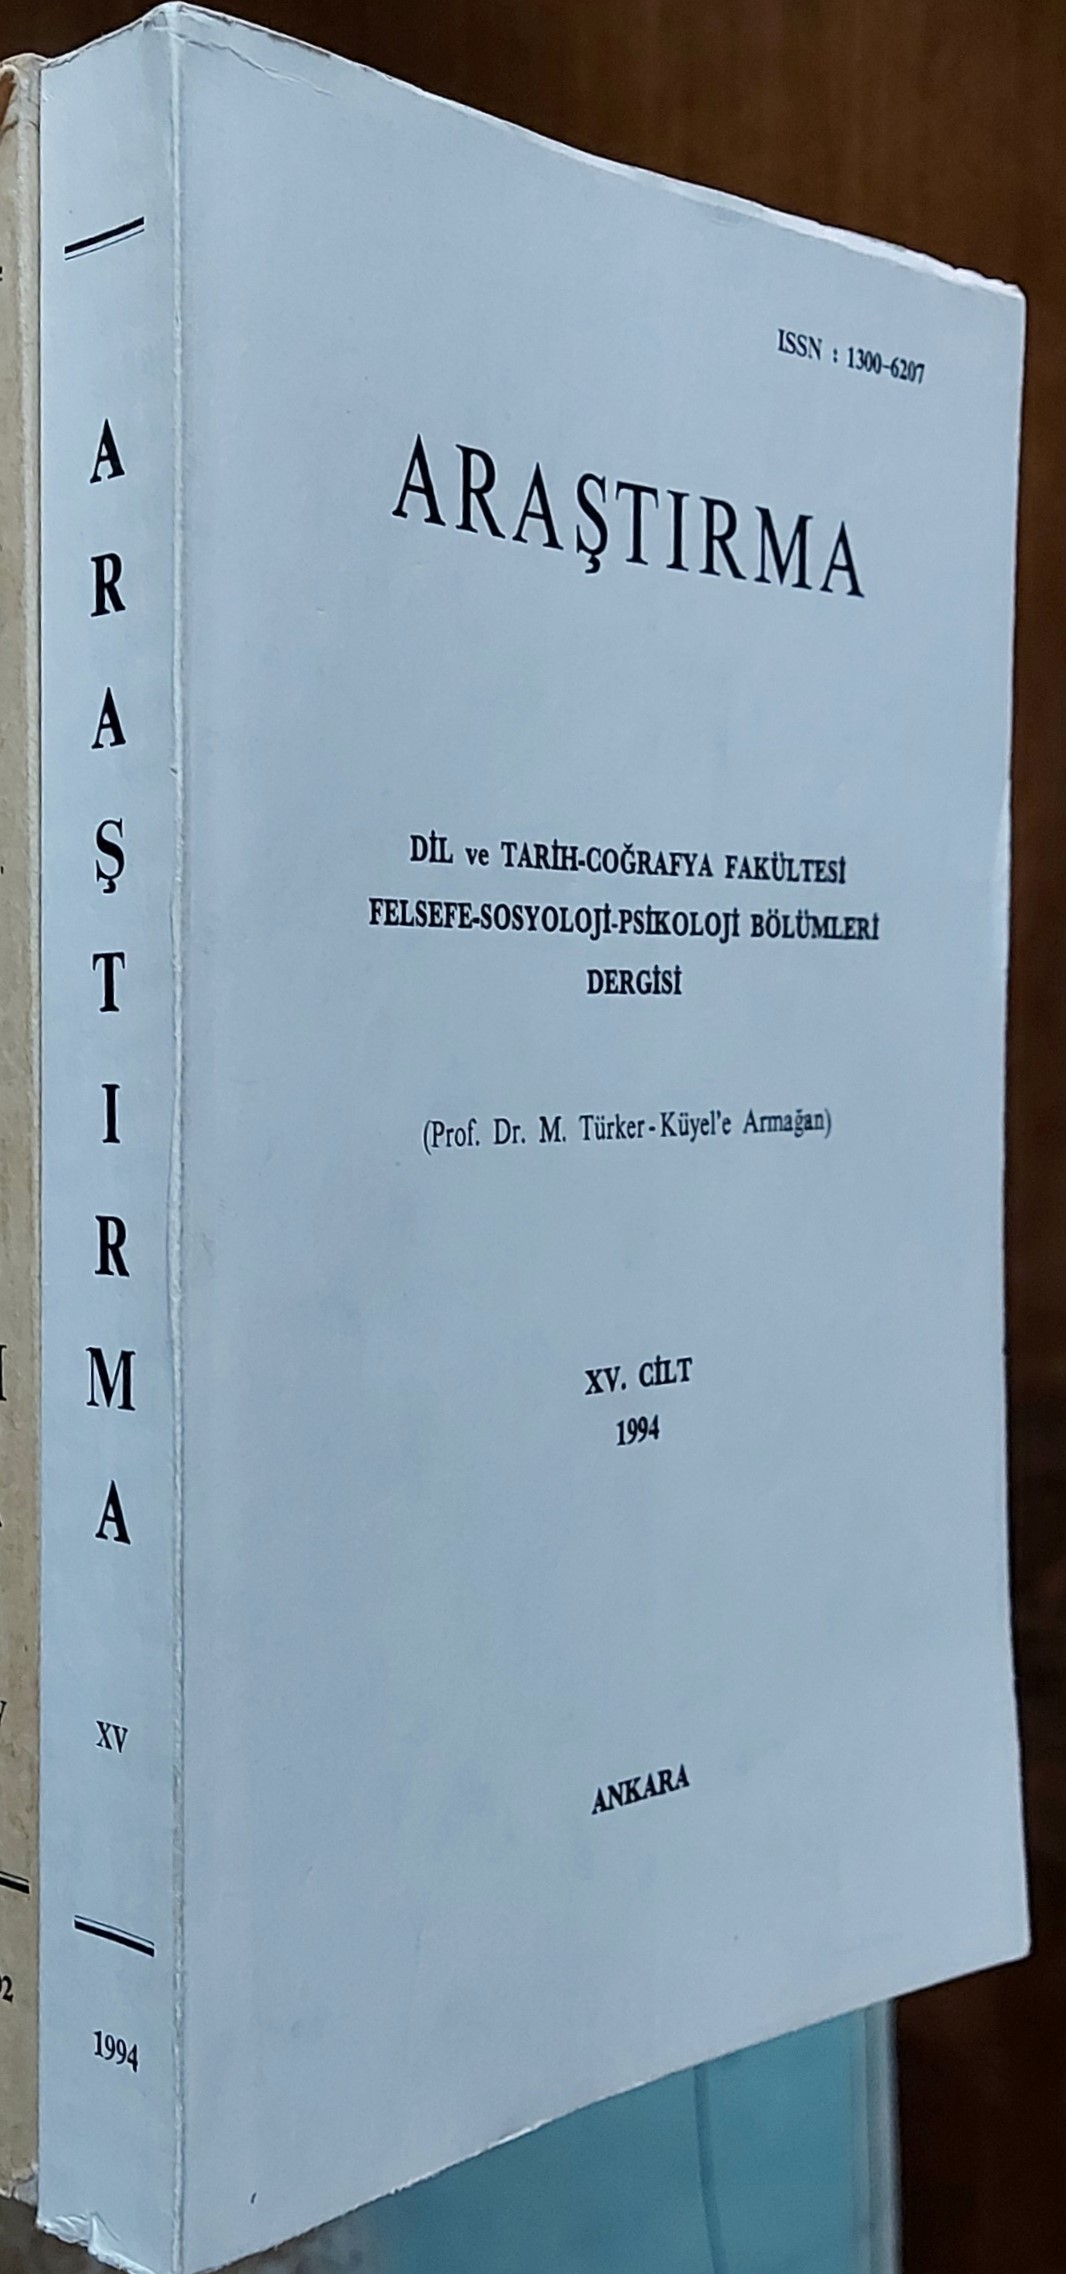 ISSN : 1300-6207
ARAŞTIRMA
DİL ve TARİH-COĞRAFYA FAKÜLTESİ
FELSEFE-SOSYOLOJİ-PSİKOLOJİ BÖLÜMLERİ
DERGİSİ
(Prof. Dr. M. Türker-Küyel'e Armağan)
XV. CİLT
1994
ANKARA
ARAŞTIRMA
XV
1994